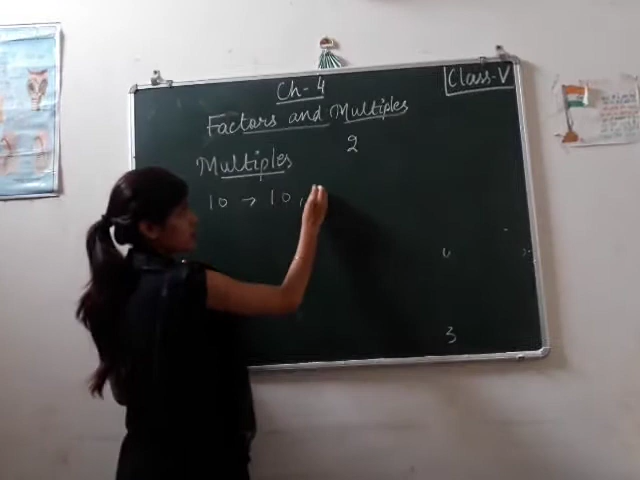 Ch-4
Class-V
Factors and Multiples
2
Multiples
10 → 10,
3